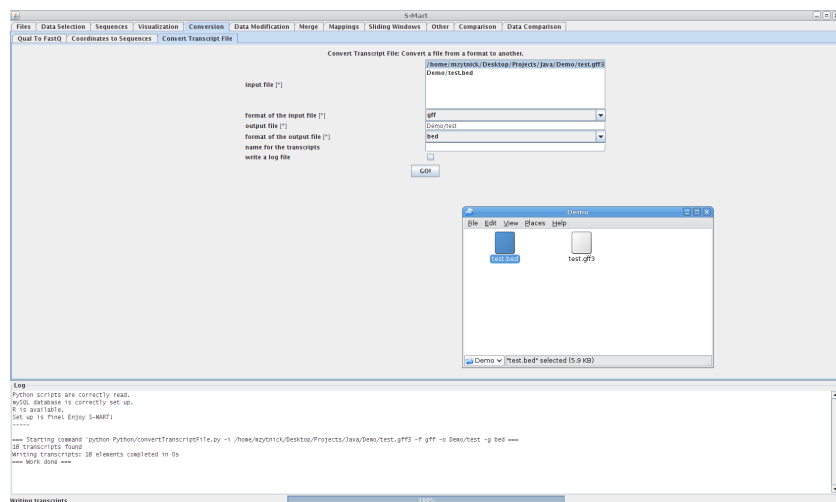 S-Mart
Files Data Selection Sequences Visualization Conversion Data Modification Merge Mappings Sliding Windows Other Comparison Data Comparison
Qual To FastQ Coordinates to Sequences Convert Transcript File
Convert Transcript File: Convert a file from a format to another.
/home/mzytnick/Desktop/Projects/Java/Demo/test.gff3
Demo/test.bed
input file [*]
format of the input file [*] gff
output file [*] Demo/test
format of the output file [*] bed
name for the transcripts
write a log file
GO!
Demo
File Edit View Places Help
test.bed test.gff3
Demo "test.bed" selected (5.9 KB)
Log
Python scripts are correctly read.
mySQL database is correctly set up.
R is available.
Set up is fine! Enjoy S-MART!
-----
=== Starting command 'python Python/convertTranscriptFile.py -i /home/mzytnick/Desktop/Projects/Java/Demo/test.gff3 -f gff -o Demo/test -g bed ===
18 transcripts found
Writing transcripts: 18 elements completed in 0s
=== Work done ===
Writing transcripts 100%